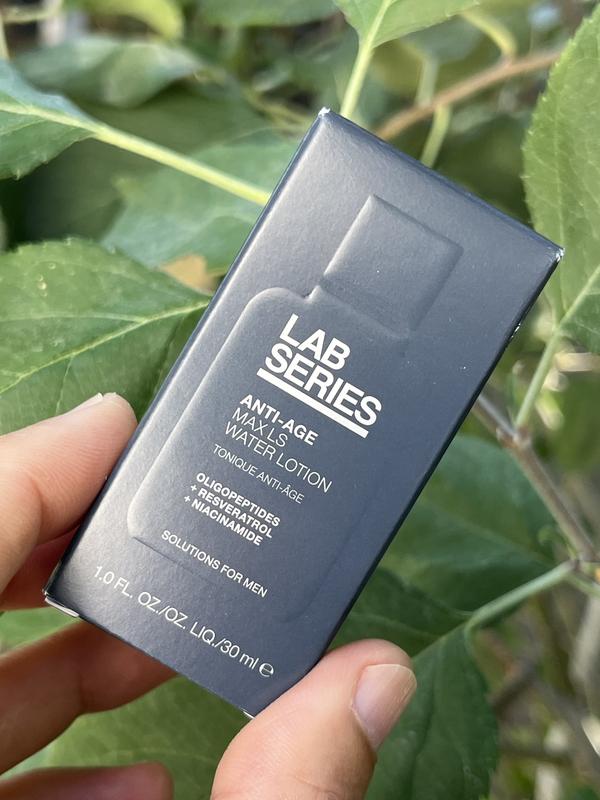 LAB
SERIES
ANTI-AGE
MAX LS
WATER LOTION
TONIQUE ANTI-ÂGE
OLIGOPEPTIDES
+ RESVERATROL
+ NIACINAMIDE
SOLUTIONS FOR MEN
1.0 FL. OZ./OZ. LIQ./30 ml ℮